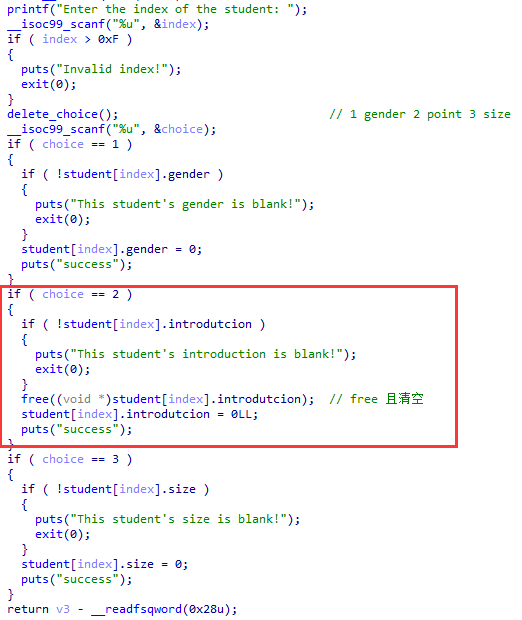 printf("Enter the index of the student: ");
__isoc99_scanf("%u", &index);
if ( index > 0xF )
{
puts("Invalid index!");
exit(0);
}
delete_choice(); // 1 gender 2 point 3 size
__isoc99_scanf("%u", &choice);
if ( choice == 1 )
{
if ( !student[index].gender )
{
puts("This student's gender is blank!");
exit(0);
}
student[index].gender = 0;
puts("success");
}
if ( choice == 2 )
{
if ( !student[index].introdutcion )
{
puts("This student's introduction is blank!");
exit(0);
}
free((void *)student[index].introdutcion); // free 且清空
student[index].introdutcion = 0LL;
puts("success");
}
if ( choice == 3 )
{
if ( !student[index].size )
{
puts("This student's size is blank!");
exit(0);
}
student[index].size = 0;
puts("success");
}
return v3 - __readfsqword(0x28u);